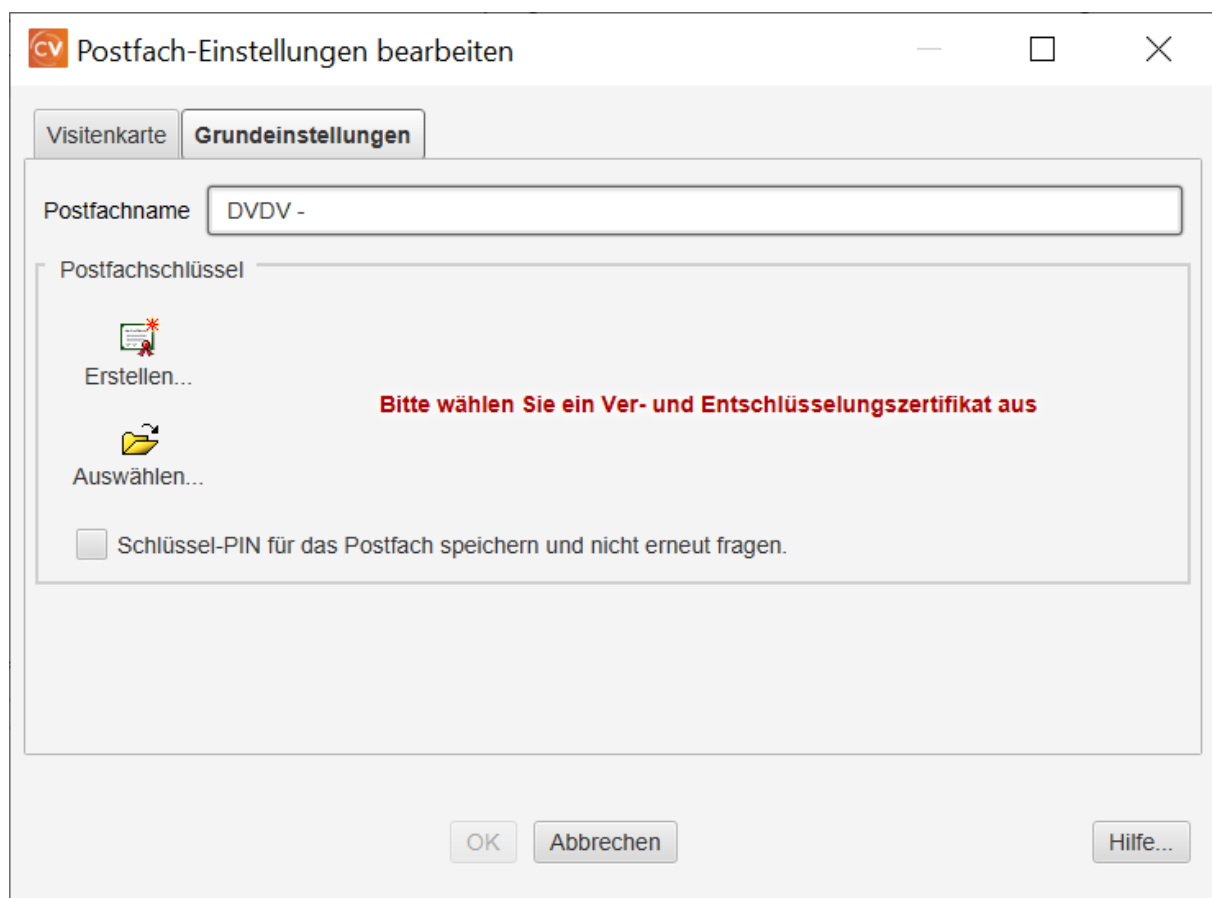 CV Postfach-Einstellungen bearbeiten
Visitenkarte Grundeinstellungen
Postfachname DVDV -
Postfachschlüssel
Erstellen...
Bitte wählen Sie ein Ver- und Entschlüsselungszertifikat aus
Auswählen...
Schlüssel-PIN für das Postfach speichern und nicht erneut fragen.
OK Abbrechen Hilfe...